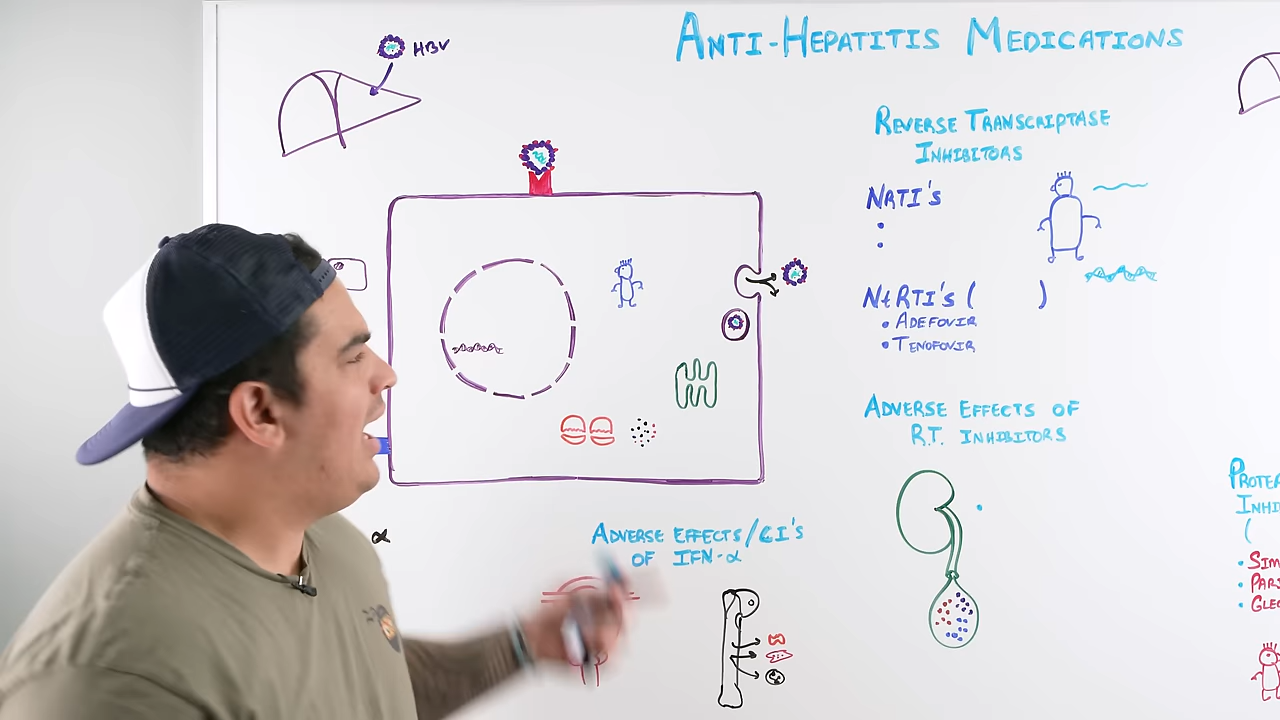 ANTI-HEPATITIS MEDICATIONS
HBV
REVERSE TRANSCRIPTASE
INHIBITORS
NRTI's
•
•
NtRTI's ( )
• ADEFOVIR
• TENOFOVIR
ADVERSE EFFECTS OF
R.T. INHIBITORS
•
α
ADVERSE EFFECTS/CI's
OF IFN-α